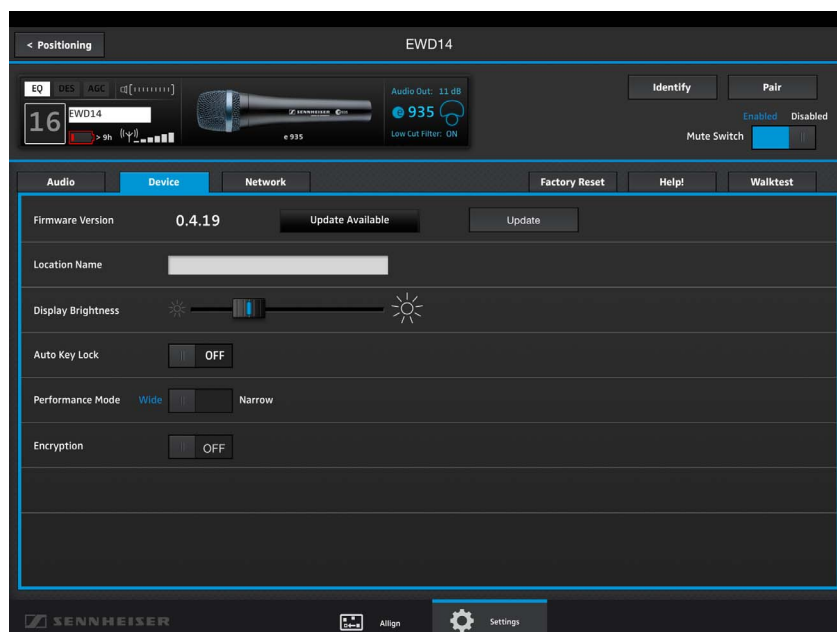 < Positioning
EWD14
EQ DES AGC
Audio Out: 11 dB
Identify
Pair
16
EWD14
SENNHEISER
e 935
Enabled Disabled
> 9h
e 935
Low Cut Filter: ON
Mute Switch
Audio
Device
Network
Factory Reset
Help!
Walktest
Firmware Version
0.4.19
Update Available
Update
Location Name
Display Brightness
Auto Key Lock
OFF
Performance Mode
Wide
Narrow
Encryption
OFF
SENNHEISER
Allign
Settings